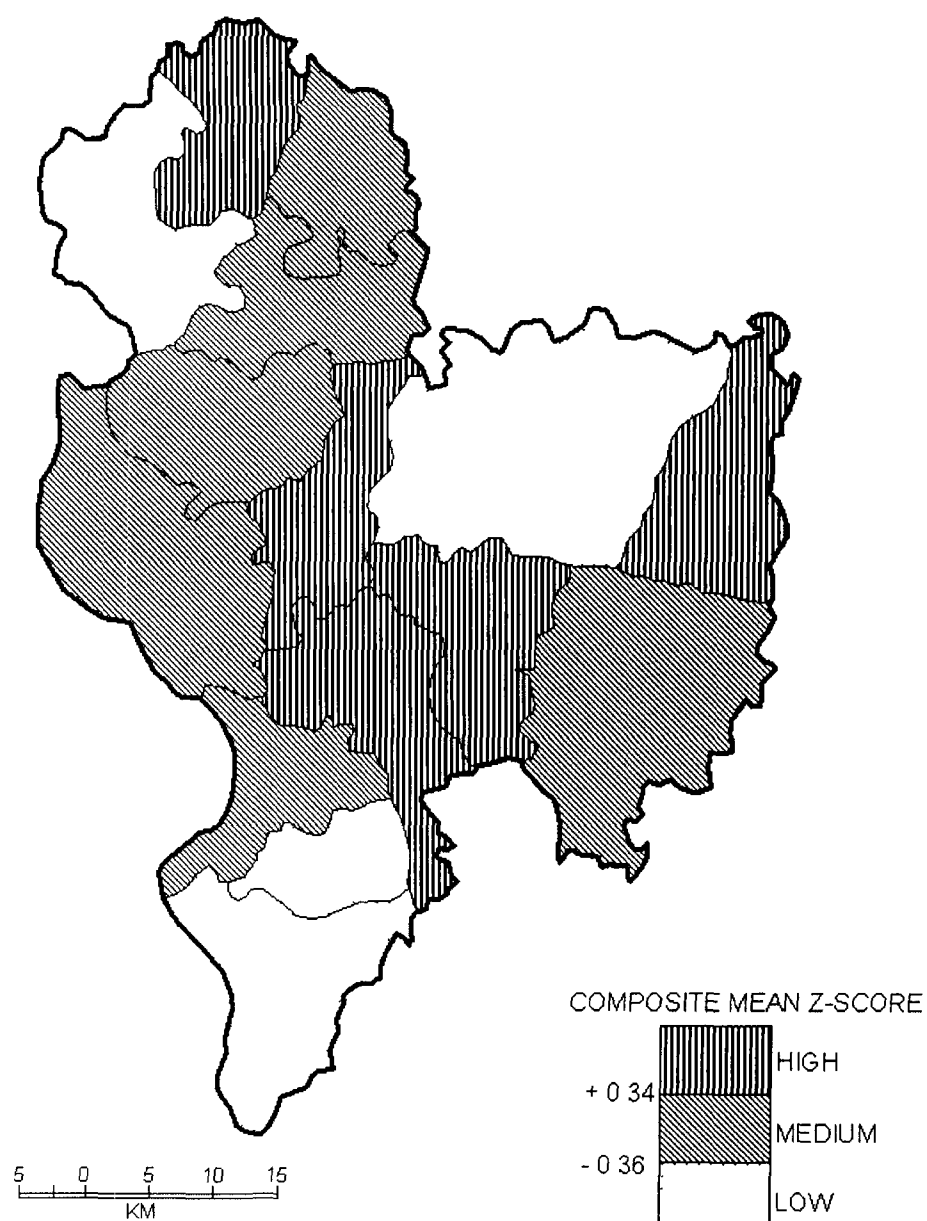 COMPOSITE MEAN Z-SCORE
HIGH
+ 0 34
MEDIUM
- 0 36
LOW
5 0 5 10 15
KM